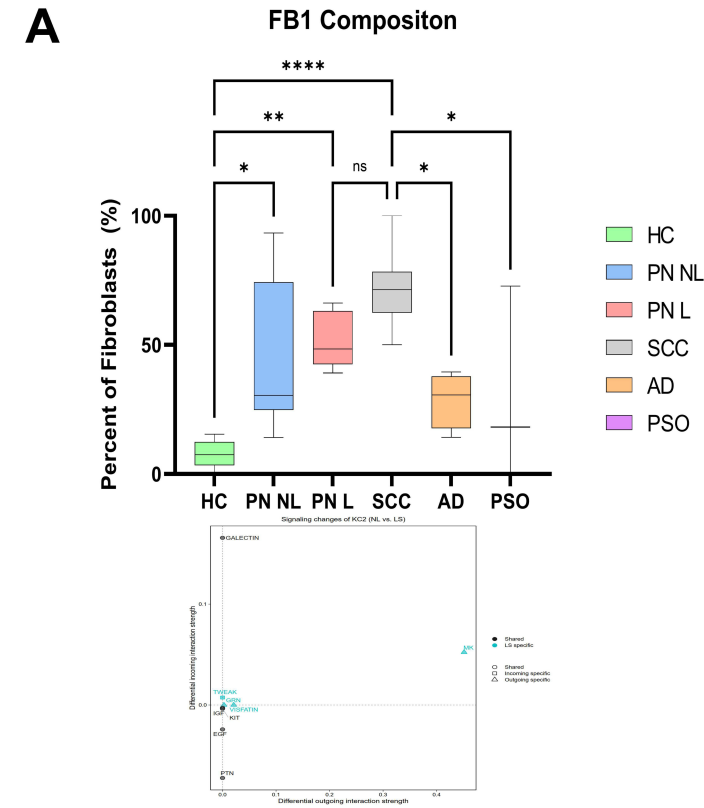 A
FB1 Compositon
****
**
*
*
ns
*
Percent of Fibroblasts (%)
100
50
0
HC
PN NL
PN L
SCC
AD
PSO
HC
PN NL
PN L
SCC
AD
PSO
Signaling changes of KC2 (NL vs. LS)
Differential incoming interaction strength
0.1
0.0
GALECTIN
MK
TWEAK
GRN
VISFATIN
IGF
KIT
EGF
PTN
0.0
0.1
0.2
0.3
0.4
Differential outgoing interaction strength
Shared
LS specific
Shared
Incoming specific
Outgoing specific